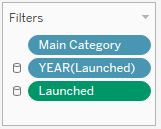 Filters
Main Category
YEAR(Launched)
Launched